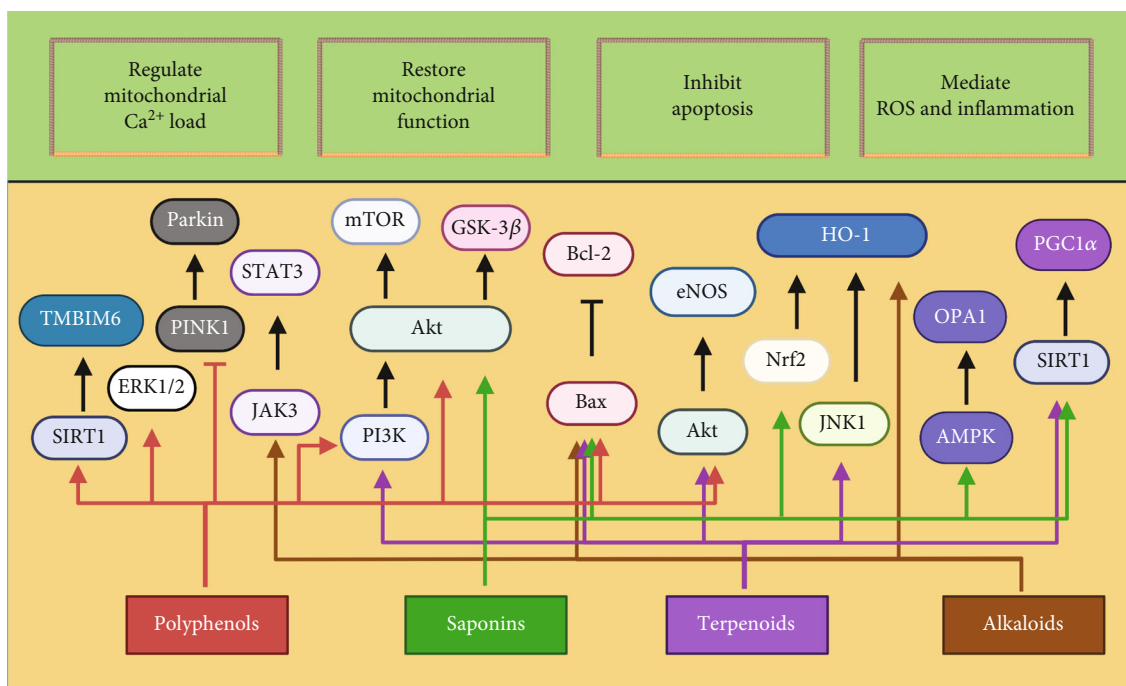 Regulate
mitochondrial
Ca²⁺ load
Restore
mitochondrial
function
Inhibit
apoptosis
Mediate
ROS and inflammation
Parkin
mTOR
GSK-3β
HO-1
PGC1α
STAT3
Bcl-2
eNOS
TMBIM6
PINK1
Akt
OPA1
ERK1/2
Nrf2
SIRT1
SIRT1
JAK3
PI3K
Bax
Akt
JNK1
AMPK
Polyphenols
Saponins
Terpenoids
Alkaloids